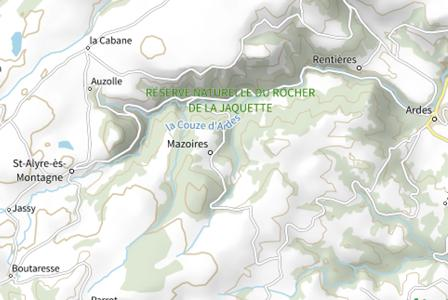 la Cabane
Rentières
Auzolle
RÉSERVE NATURELLE DU ROCHER
DE LA JAQUETTE
Ardes
la Couze d'Ardes
Mazoires
St-Alyre-ès-
Montagne
Jassy
Boutaresse
Parrot